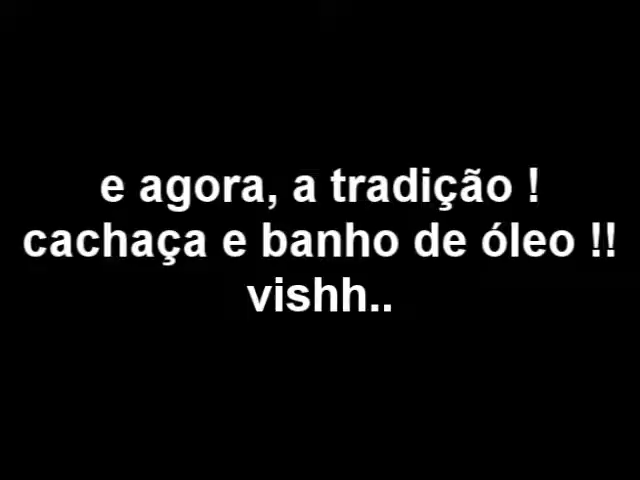 e agora, a tradição !
cachaça e banho de óleo !!
vishh..